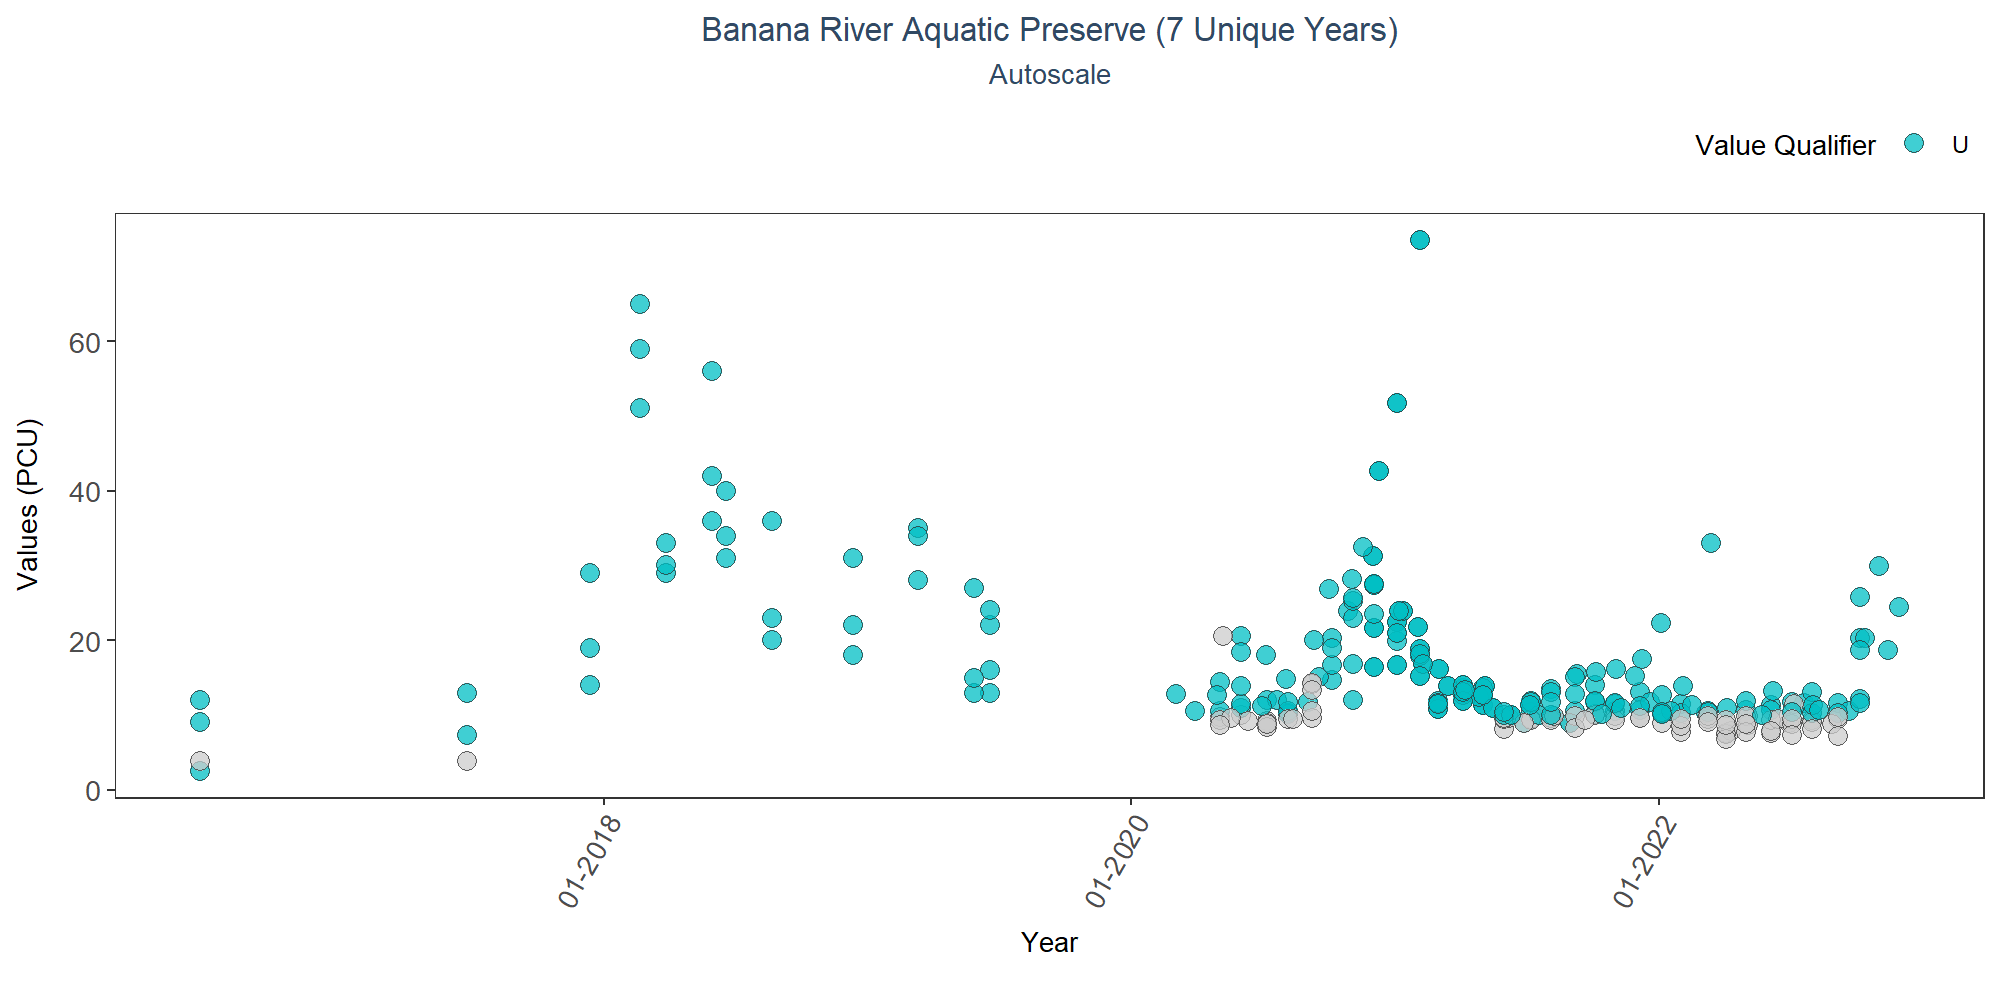 Banana River Aquatic Preserve (7 Unique Years)
Autoscale
Value Qualifier U
Values (PCU)
60
40
20
0
01-2018
01-2020
01-2022
Year